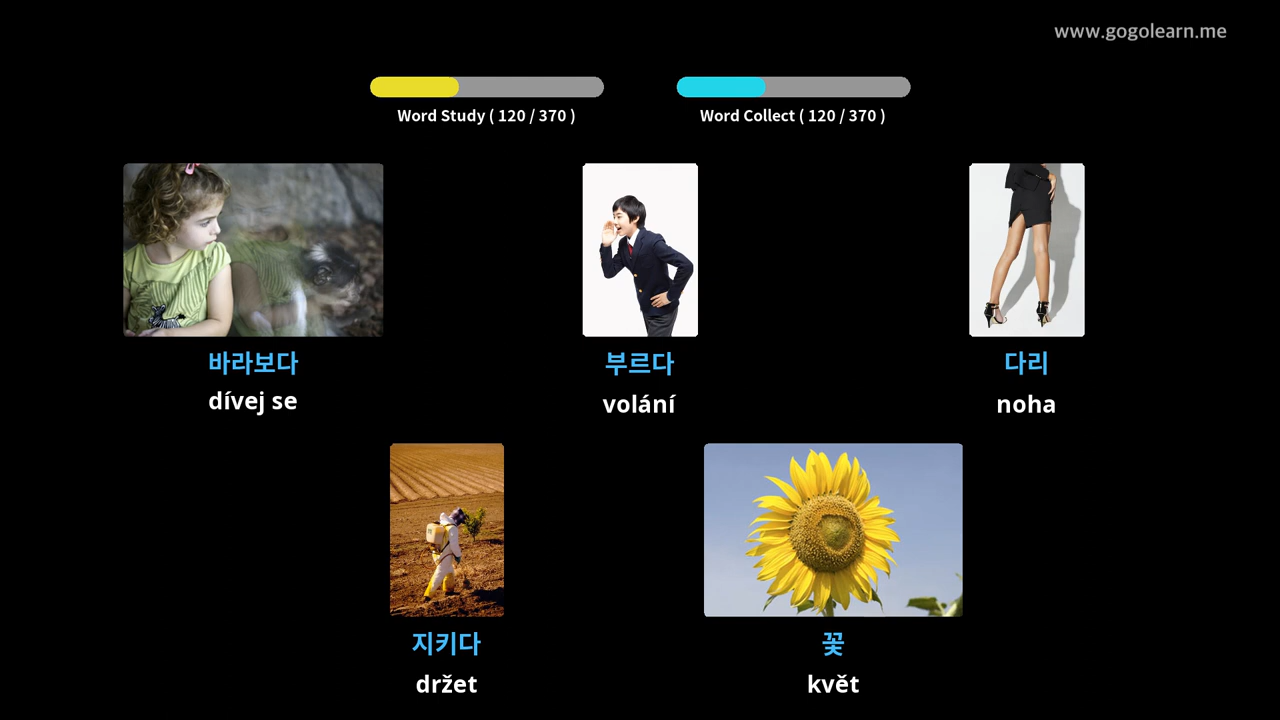 www.gogolearn.me
Word Study ( 120 / 370 )
Word Collect ( 120 / 370 )
바라보다
dívej se
부르다
volání
다리
noha
지키다
držet
꽃
květ